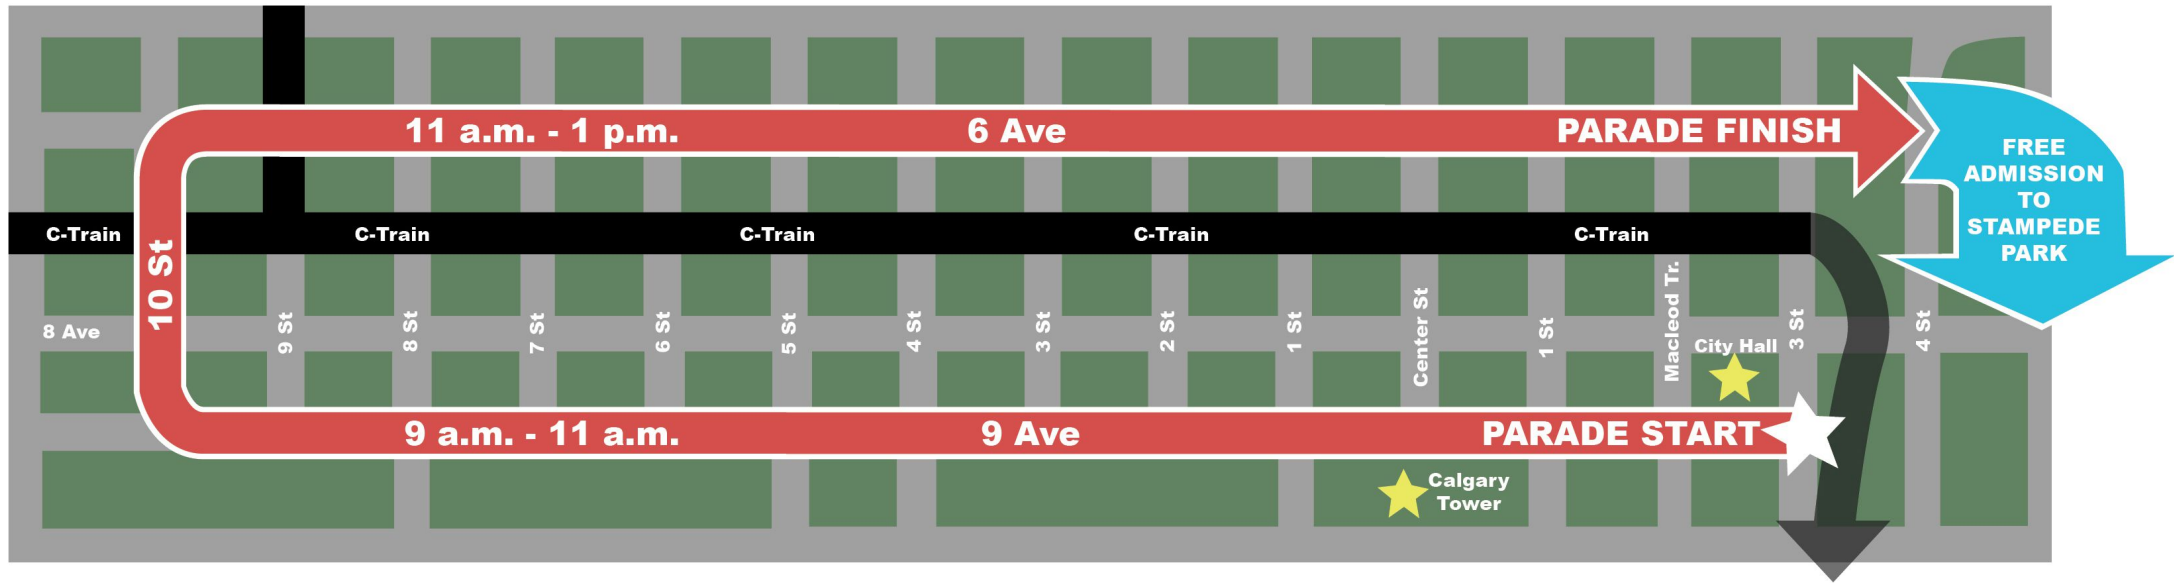 11 a.m. - 1 p.m.
6 Ave
PARADE FINISH
FREE
ADMISSION
TO
STAMPEDE
PARK
C-Train
C-Train
C-Train
C-Train
C-Train
10 St
8 Ave
9 St
8 St
7 St
6 St
5 St
4 St
3 St
2 St
1 St
Center St
1 St
Macleod Tr.
City Hall
3 St
4 St
9 a.m. - 11 a.m.
9 Ave
PARADE START
Calgary
Tower